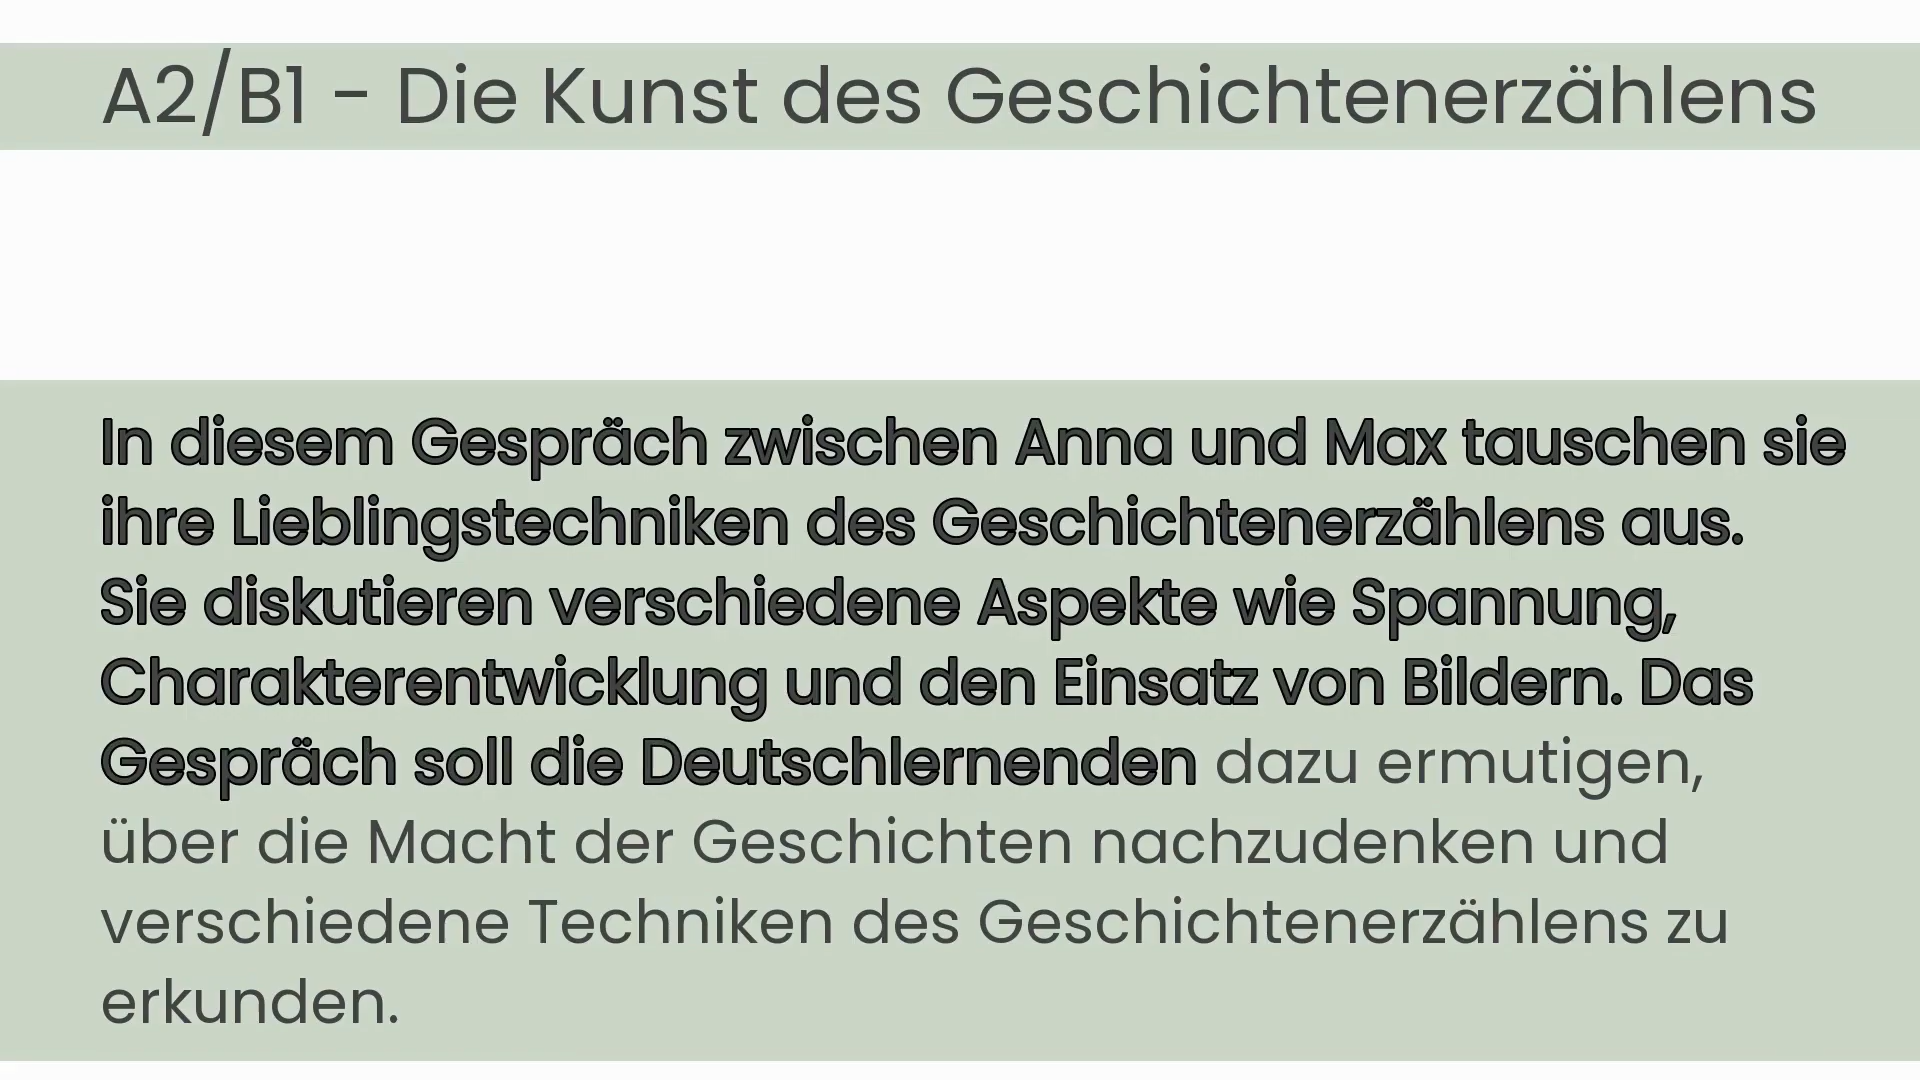 A2/B1 - Die Kunst des Geschichtenerzählens
In diesem Gespräch zwischen Anna und Max tauschen sie
ihre Lieblingstechniken des Geschichtenerzählens aus.
Sie diskutieren verschiedene Aspekte wie Spannung,
Charakterentwicklung und den Einsatz von Bildern. Das
Gespräch soll die Deutschlernenden dazu ermutigen,
über die Macht der Geschichten nachzudenken und
verschiedene Techniken des Geschichtenerzählens zu
erkunden.